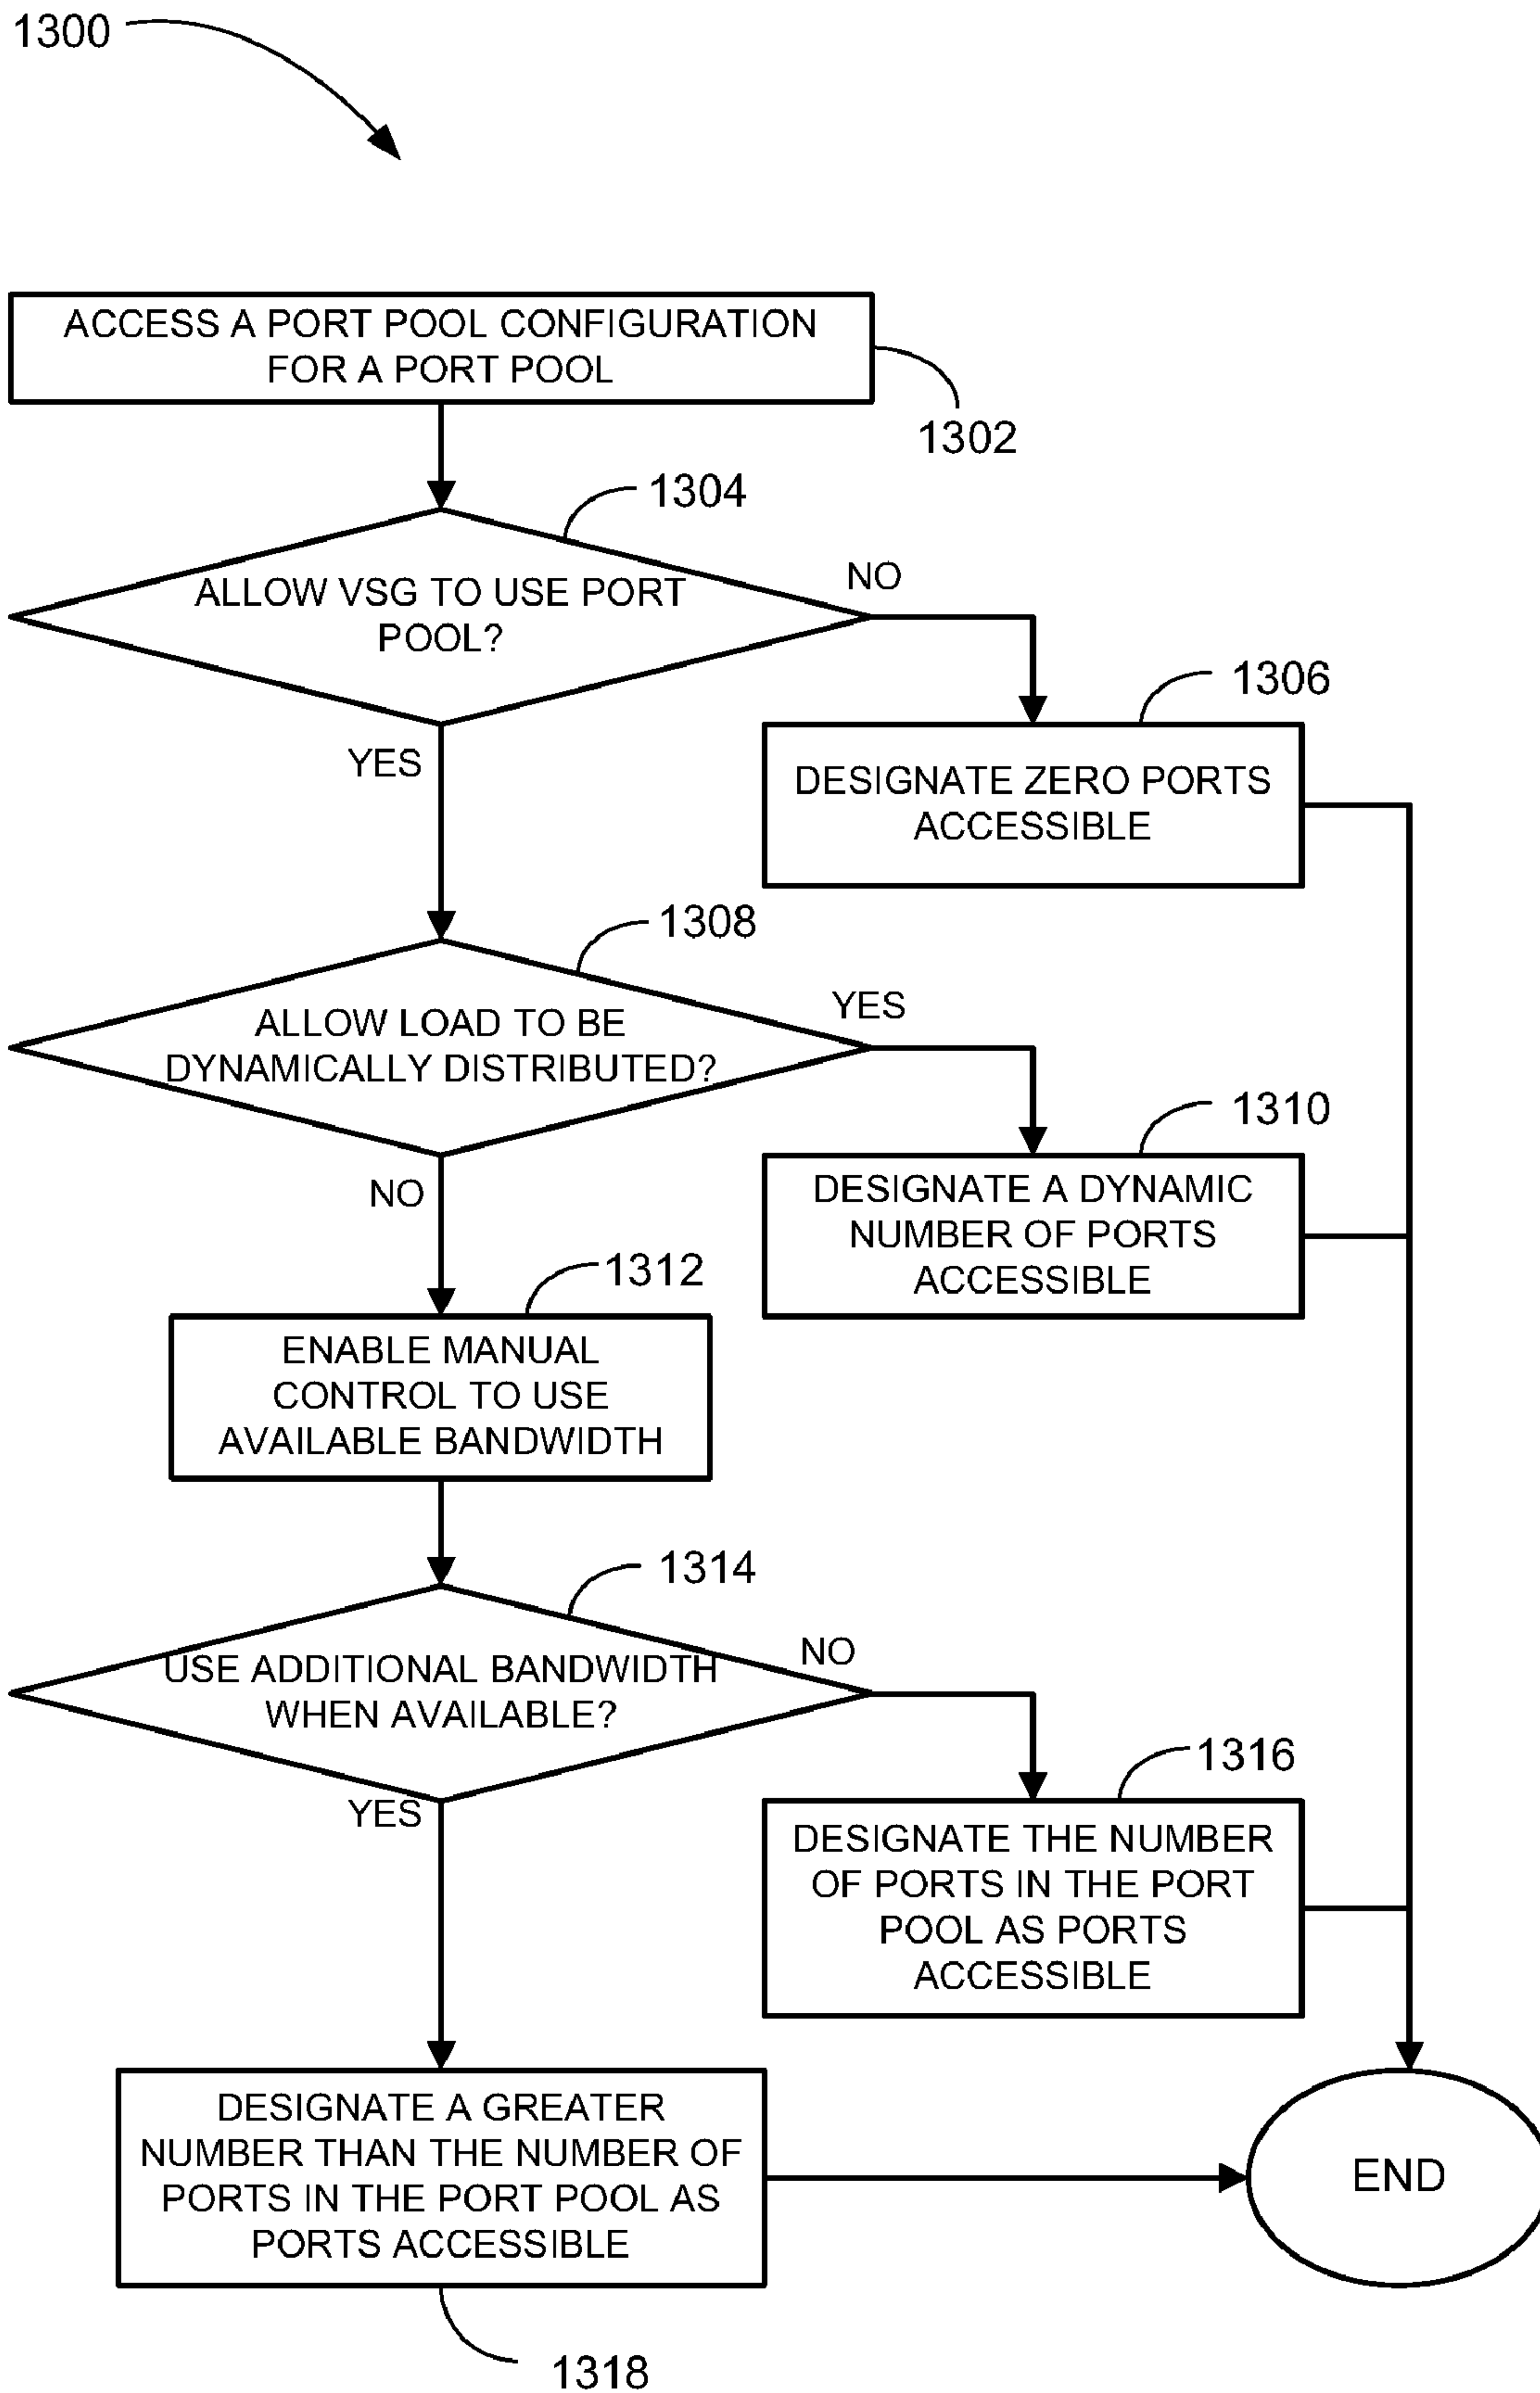 1300
ACCESS A PORT POOL CONFIGURATION
FOR A PORT POOL
1302
1304
ALLOW VSG TO USE PORT
POOL?
NO
1306
YES
DESIGNATE ZERO PORTS
ACCESSIBLE
1308
ALLOW LOAD TO BE
DYNAMICALLY DISTRIBUTED?
YES
1310
NO
DESIGNATE A DYNAMIC
NUMBER OF PORTS
ACCESSIBLE
1312
ENABLE MANUAL
CONTROL TO USE
AVAILABLE BANDWIDTH
1314
USE ADDITIONAL BANDWIDTH
WHEN AVAILABLE?
NO
1316
YES
DESIGNATE THE NUMBER
OF PORTS IN THE PORT
POOL AS PORTS
ACCESSIBLE
DESIGNATE A GREATER
NUMBER THAN THE NUMBER OF
PORTS IN THE PORT POOL AS
PORTS ACCESSIBLE
END
1318